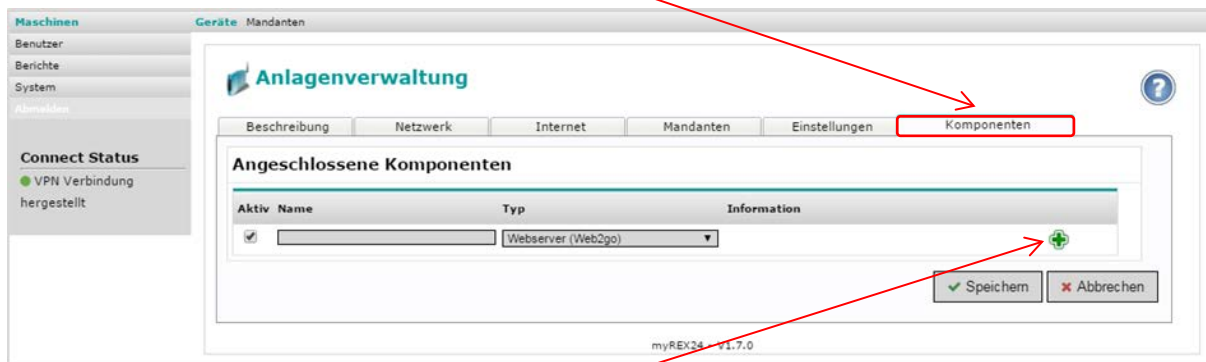 Maschinen
Geräte Mandanten
Benutzer
Berichte
System
Abmelden
Connect Status
VPN Verbindung
hergestellt
Anlagenverwaltung
?
Beschreibung Netzwerk Internet Mandanten Einstellungen Komponenten
Angeschlossene Komponenten
Aktiv Name Typ Information
Webserver (Web2go)
Speichern Abbrechen
myREX24 - V1.7.0